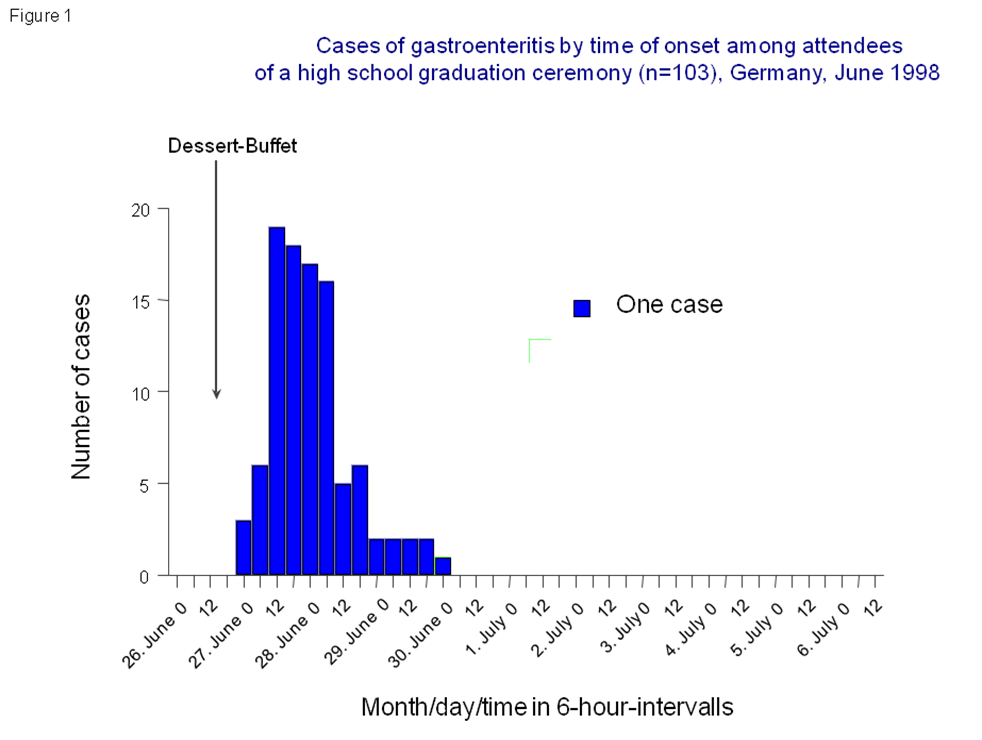 Figure 1
Cases of gastroenteritis by time of onset among attendees
of a high school graduation ceremony (n=103), Germany, June 1998
Dessert-Buffet
20
15
10
5
0
Number of cases
One case
26. June 0
12
27. June 0
12
28. June 0
12
29. June 0
12
30. June 0
12
1. July 0
12
2. July 0
12
3. July 0
12
4. July 0
12
5. July 0
12
6. July 0
12
Month/day/time in 6-hour-intervalls